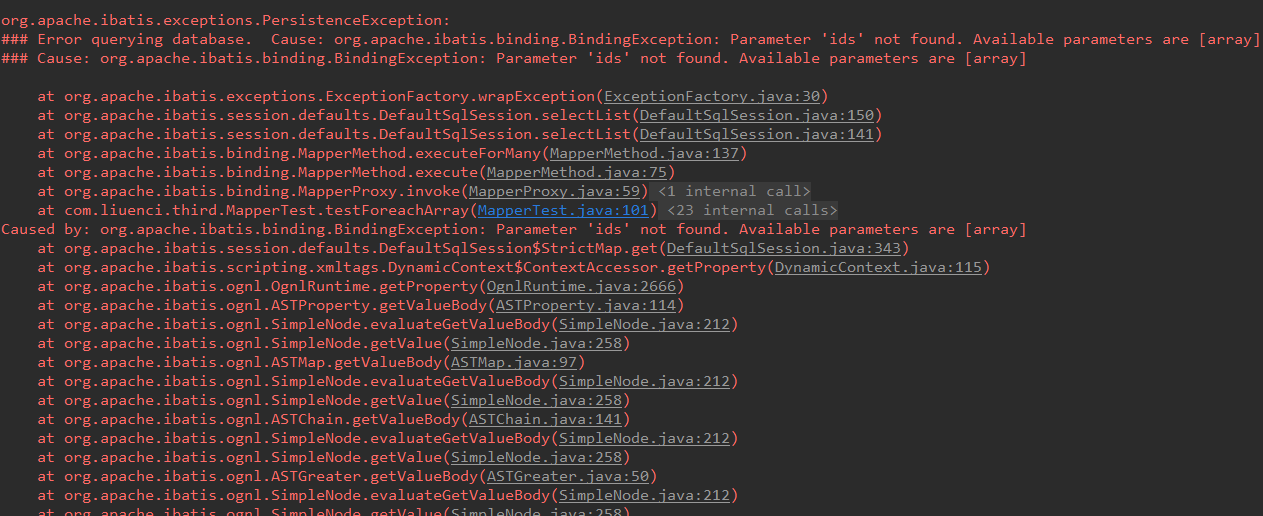 org.apache.ibatis.exceptions.PersistenceException:
### Error querying database.  Cause: org.apache.ibatis.binding.BindingException: Parameter 'ids' not found. Available parameters are [array]
### Cause: org.apache.ibatis.binding.BindingException: Parameter 'ids' not found. Available parameters are [array]
at org.apache.ibatis.exceptions.ExceptionFactory.wrapException(ExceptionFactory.java:30)
at org.apache.ibatis.session.defaults.DefaultSqlSession.selectList(DefaultSqlSession.java:150)
at org.apache.ibatis.session.defaults.DefaultSqlSession.selectList(DefaultSqlSession.java:141)
at org.apache.ibatis.binding.MapperMethod.executeForMany(MapperMethod.java:137)
at org.apache.ibatis.binding.MapperMethod.execute(MapperMethod.java:75)
at org.apache.ibatis.binding.MapperProxy.invoke(MapperProxy.java:59) <1 internal call>
at com.liuenci.third.MapperTest.testForeachArray(MapperTest.java:101) <23 internal calls>
Caused by: org.apache.ibatis.binding.BindingException: Parameter 'ids' not found. Available parameters are [array]
at org.apache.ibatis.session.defaults.DefaultSqlSession$StrictMap.get(DefaultSqlSession.java:343)
at org.apache.ibatis.scripting.xmltags.DynamicContext$ContextAccessor.getProperty(DynamicContext.java:115)
at org.apache.ibatis.ognl.OgnlRuntime.getProperty(OgnlRuntime.java:2666)
at org.apache.ibatis.ognl.ASTProperty.getValueBody(ASTProperty.java:114)
at org.apache.ibatis.ognl.SimpleNode.evaluateGetValueBody(SimpleNode.java:212)
at org.apache.ibatis.ognl.SimpleNode.getValue(SimpleNode.java:258)
at org.apache.ibatis.ognl.ASTMap.getValueBody(ASTMap.java:97)
at org.apache.ibatis.ognl.SimpleNode.evaluateGetValueBody(SimpleNode.java:212)
at org.apache.ibatis.ognl.SimpleNode.getValue(SimpleNode.java:258)
at org.apache.ibatis.ognl.ASTChain.getValueBody(ASTChain.java:141)
at org.apache.ibatis.ognl.SimpleNode.evaluateGetValueBody(SimpleNode.java:212)
at org.apache.ibatis.ognl.SimpleNode.getValue(SimpleNode.java:258)
at org.apache.ibatis.ognl.ASTGreater.getValueBody(ASTGreater.java:50)
at org.apache.ibatis.ognl.SimpleNode.evaluateGetValueBody(SimpleNode.java:212)
at org.apache.ibatis.ognl.SimpleNode.getValue(SimpleNode.java:258)